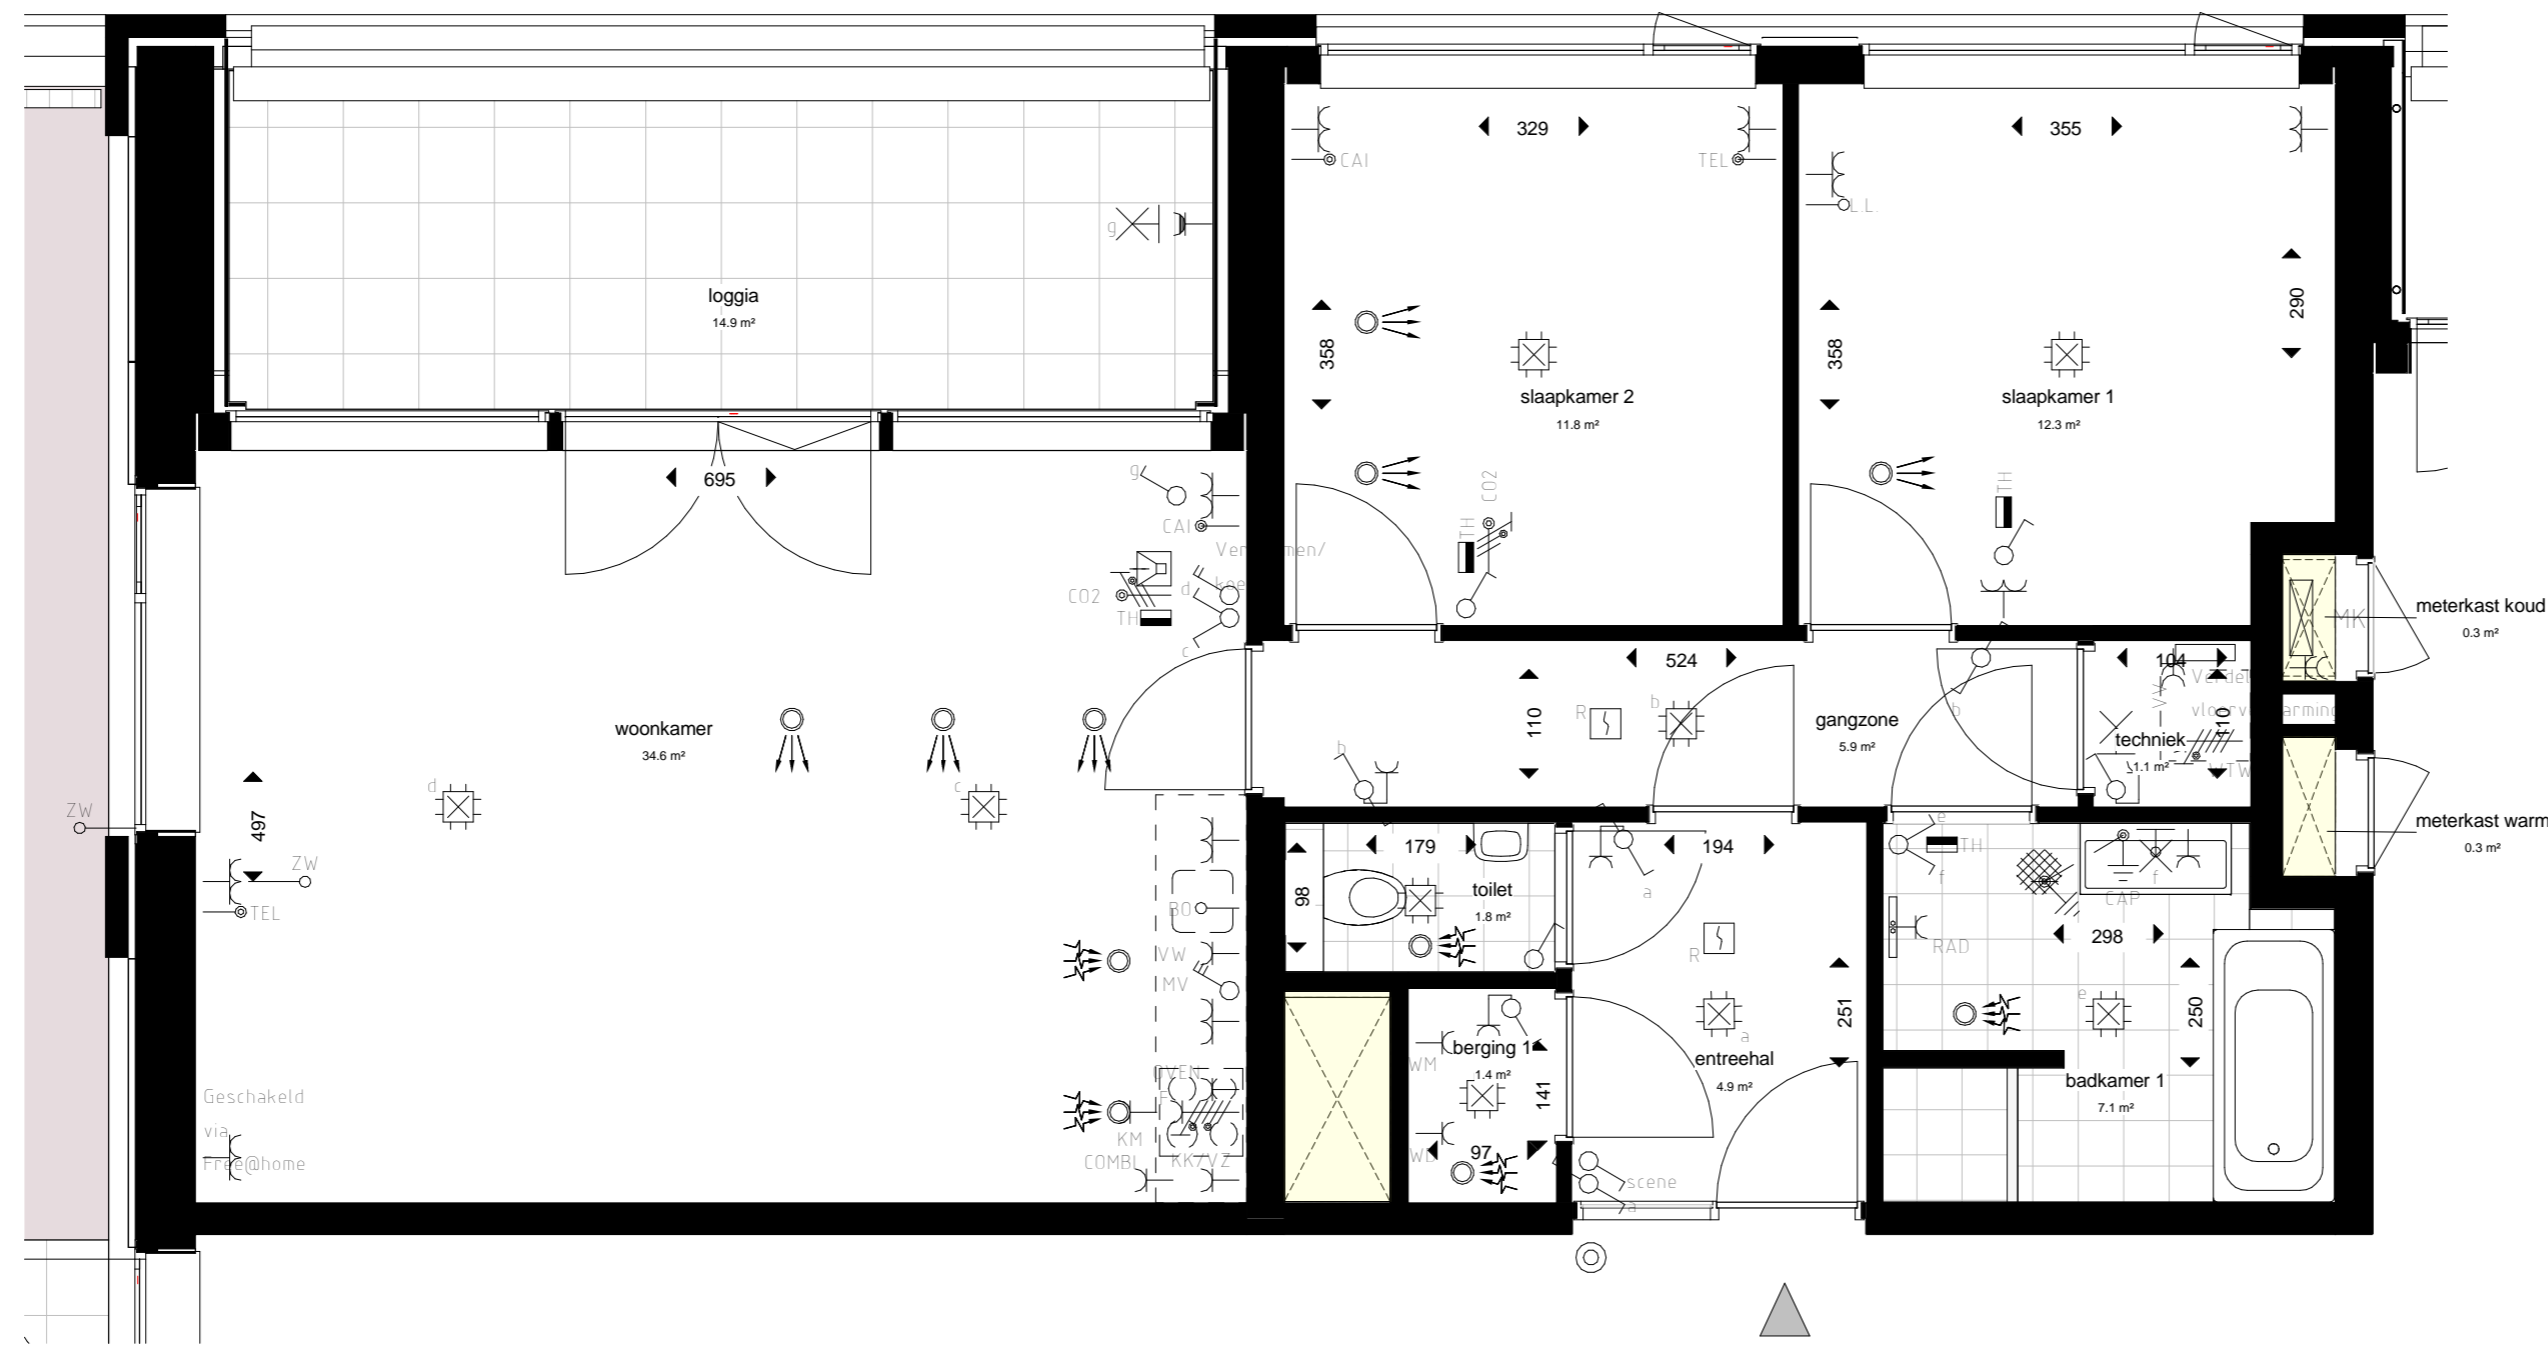 329
355
CAI
TEL
L.L.
g
loggia
14.9 m²
290
358
358
slaapkamer 2
11.8 m²
slaapkamer 1
12.3 m²
695
g
CAI
CO2
TH
TH
CO2
d
TH
c
meterkast koud
0.3 m²
MK
524
104
110
R
b
gangzone
5.9 m²
b
VV
110
vloerverwarming
techniek
1.1 m²
WTW
woonkamer
34.6 m²
b
d
c
497
ZW
ZW
TEL
meterkast warm
0.3 m²
179
194
e
TH
f
f
CAP
98
toilet
1.8 m²
a
BO
VW
MV
R
RAD
298
e
250
251
a
berging 1
1.4 m²
WM
141
97
entreehal
4.9 m²
badkamer 1
7.1 m²
OVEN
KM
COMBI
KK/VZ
Geschakeld
via
Free@home
scene
a